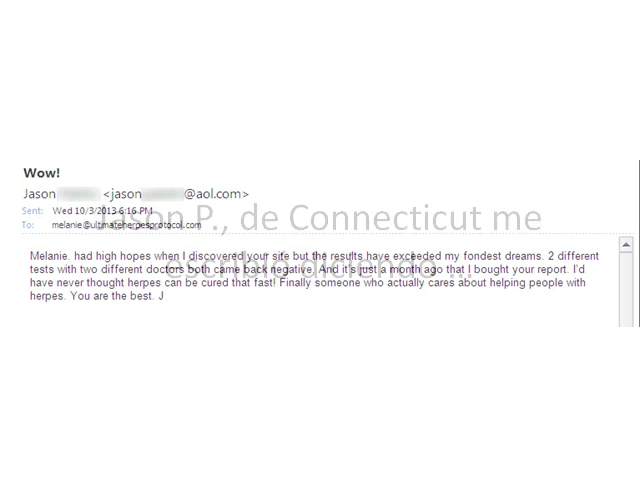 Wow!
Jason <jason @aol.com>
Sent: Wed 10/3/2013 6:16 PM
To: melanie@ultimateherpesprotocol.com
Jason P., de Connecticut me
escribió diciendo ...
Melanie. had high hopes when I discovered your site but the results have exceeded my fondest dreams. 2 different
tests with two different doctors both came back negative. And it's just a month ago that I bought your report. I'd
have never thought herpes can be cured that fast! Finally someone who actually cares about helping people with
herpes. You are the best. J